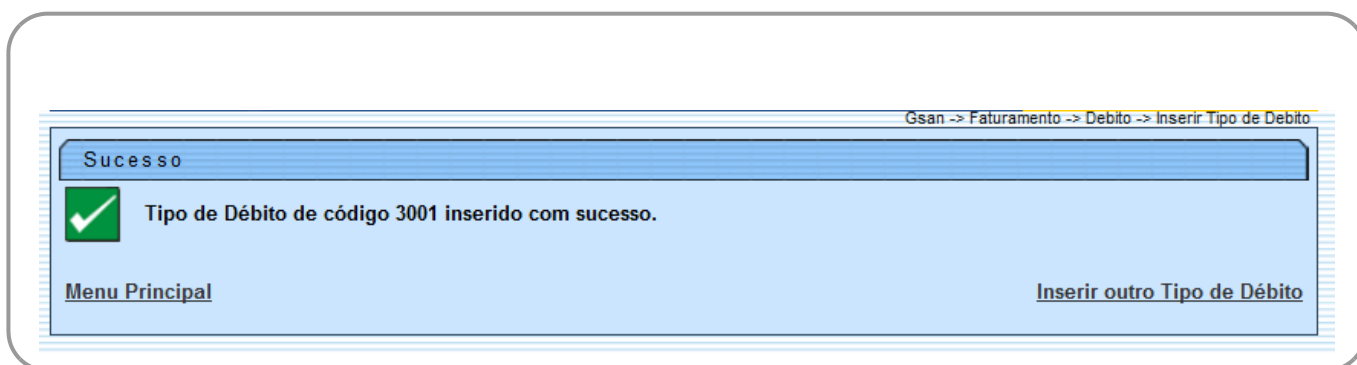 Gsan -> Faturamento -> Debito -> Inserir Tipo de Debito
Sucesso
Tipo de Débito de código 3001 inserido com sucesso.
Menu Principal
Inserir outro Tipo de Débito